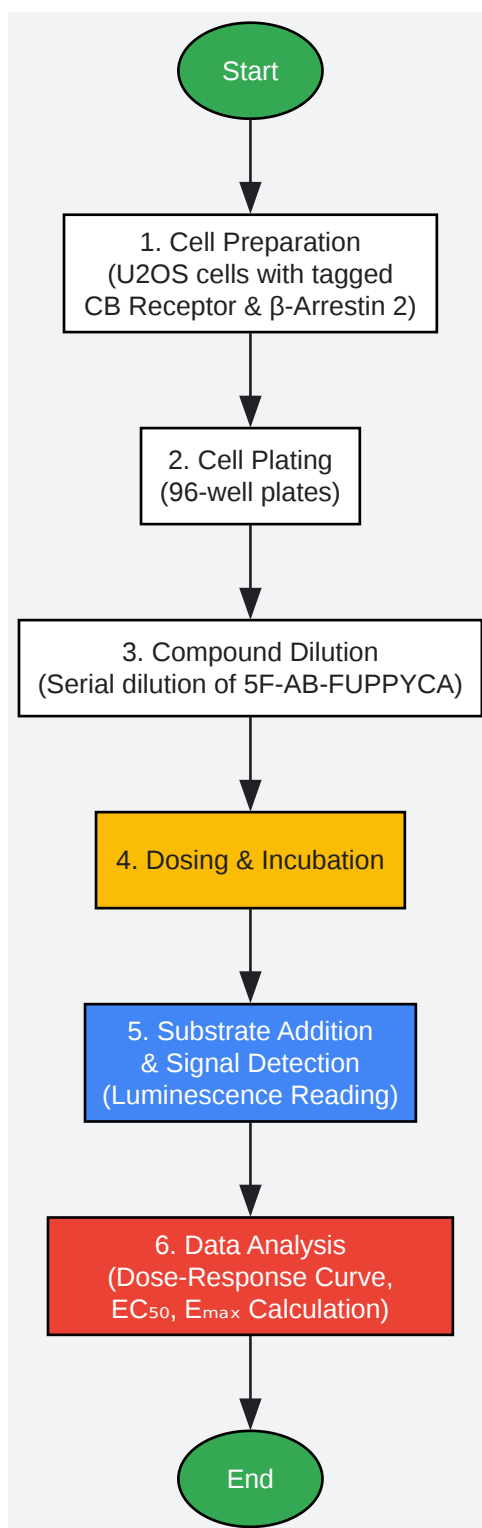 Start
1. Cell Preparation
(U2OS cells with tagged
CB Receptor & β-Arrestin 2)
2. Cell Plating
(96-well plates)
3. Compound Dilution
(Serial dilution of 5F-AB-FUPPYCA)
4. Dosing & Incubation
5. Substrate Addition
& Signal Detection
(Luminescence Reading)
6. Data Analysis
(Dose-Response Curve,
EC₅₀, Eₘₐₓ Calculation)
End